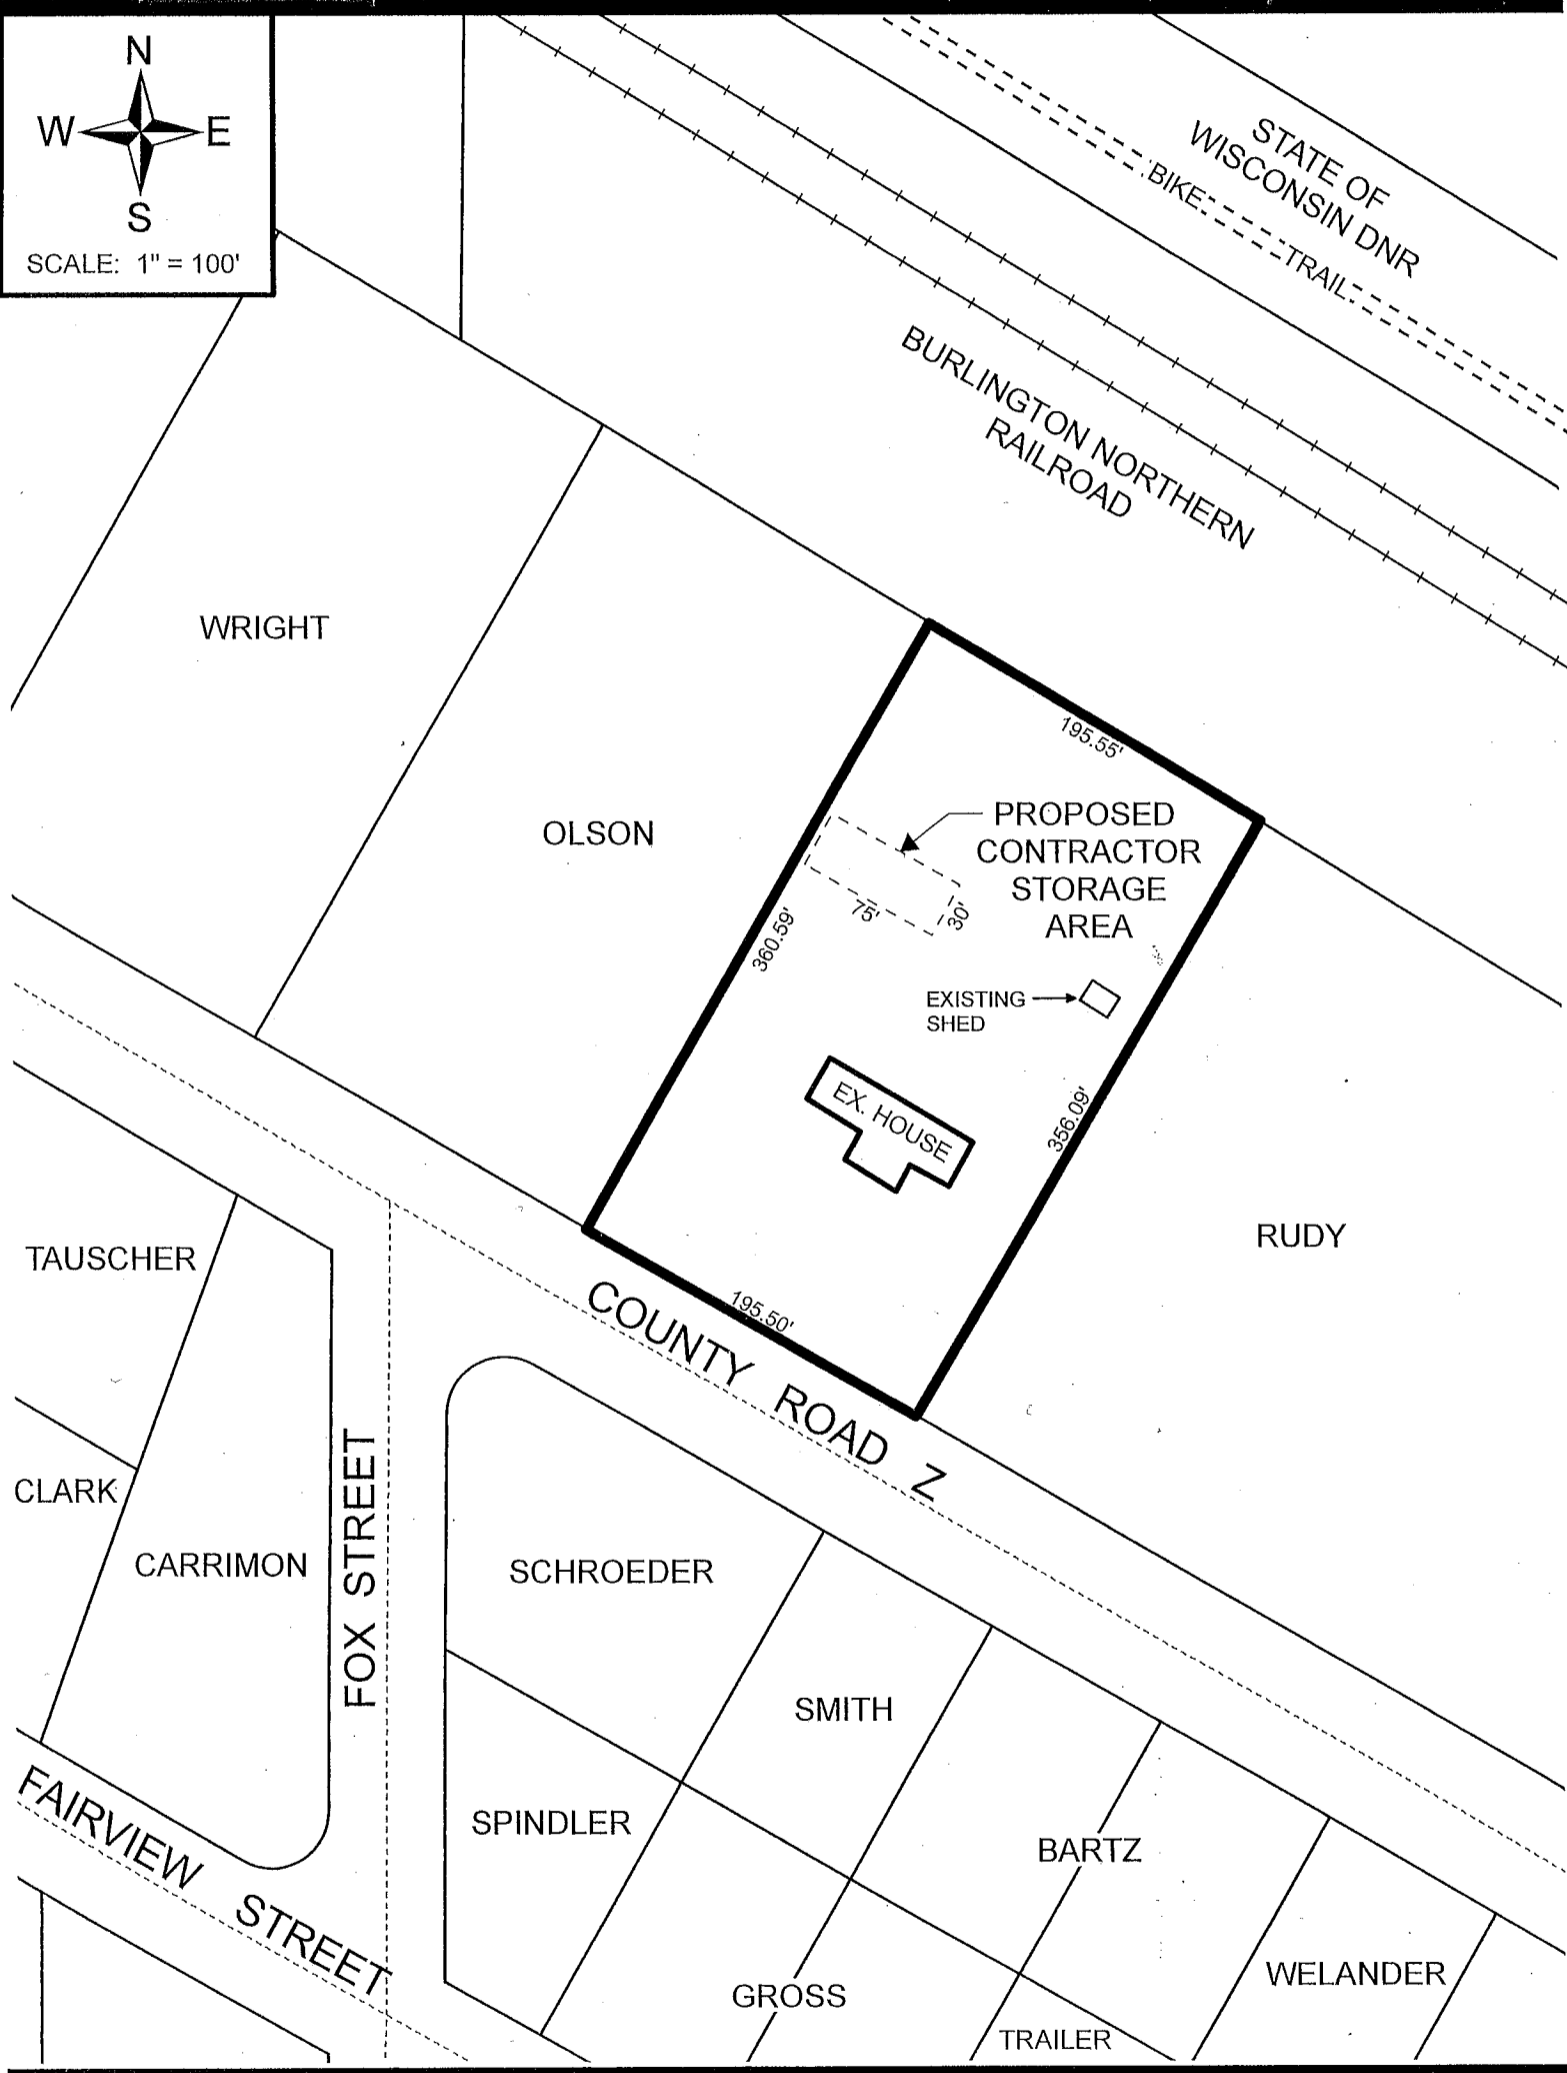 N
W E
S
SCALE: 1" = 100'
STATE OF
WISCONSIN DNR
BIKE
TRAIL
BURLINGTON NORTHERN
RAILROAD
WRIGHT
OLSON
195.55'
PROPOSED
CONTRACTOR
STORAGE
AREA
75'
30'
360.59'
EXISTING
SHED
EX. HOUSE
356.09'
RUDY
195.50'
COUNTY ROAD Z
TAUSCHER
CLARK
CARRIMON
FOX STREET
SCHROEDER
SMITH
SPINDLER
BARTZ
FAIRVIEW STREET
GROSS
WELANDER
TRAILER